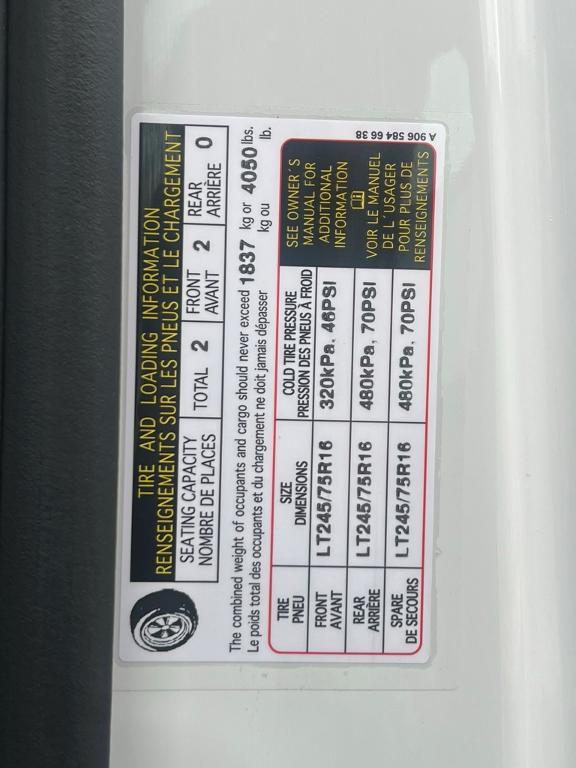 TIRE AND LOADING INFORMATION
RENSEIGNEMENTS SUR LES PNEUS ET LE CHARGEMENT
SEATING CAPACITY
NOMBRE DE PLACES
TOTAL 2
FRONT
AVANT 2
REAR
ARRIÈRE 0
The combined weight of occupants and cargo should never exceed 1837 kg or 4050 lbs.
Le poids total des occupants et du chargement ne doit jamais dépasser kg ou lb.
TIRE
PNEU
SIZE
DIMENSIONS
COLD TIRE PRESSURE
PRESSION DES PNEUS À FROID
FRONT
AVANT
LT245/75R16
320kPa, 46PSI
REAR
ARRIÈRE
LT245/75R16
480kPa, 70PSI
SPARE
DE SECOURS
LT245/75R16
480kPa, 70PSI
SEE OWNER´S
MANUAL FOR
ADDITIONAL
INFORMATION
VOIR LE MANUEL
DE L´USAGER
POUR PLUS DE
RENSEIGNEMENTS
A 906 584 66 38